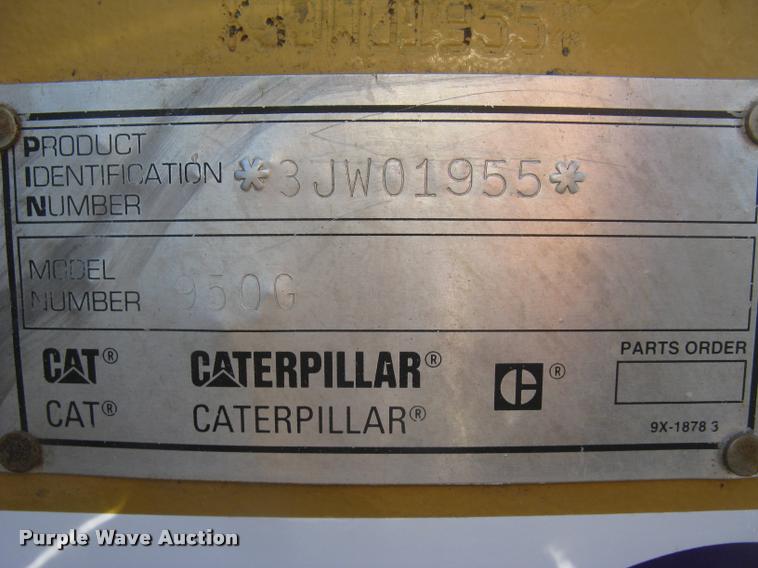 *3JW01955*
PRODUCT
IDENTIFICATION
NUMBER
*3JW01955*
MODEL
NUMBER
950G
CAT®
CATERPILLAR®
CAT®
CATERPILLAR®
®
PARTS ORDER
9X-1878 3
Purple Wave Auction